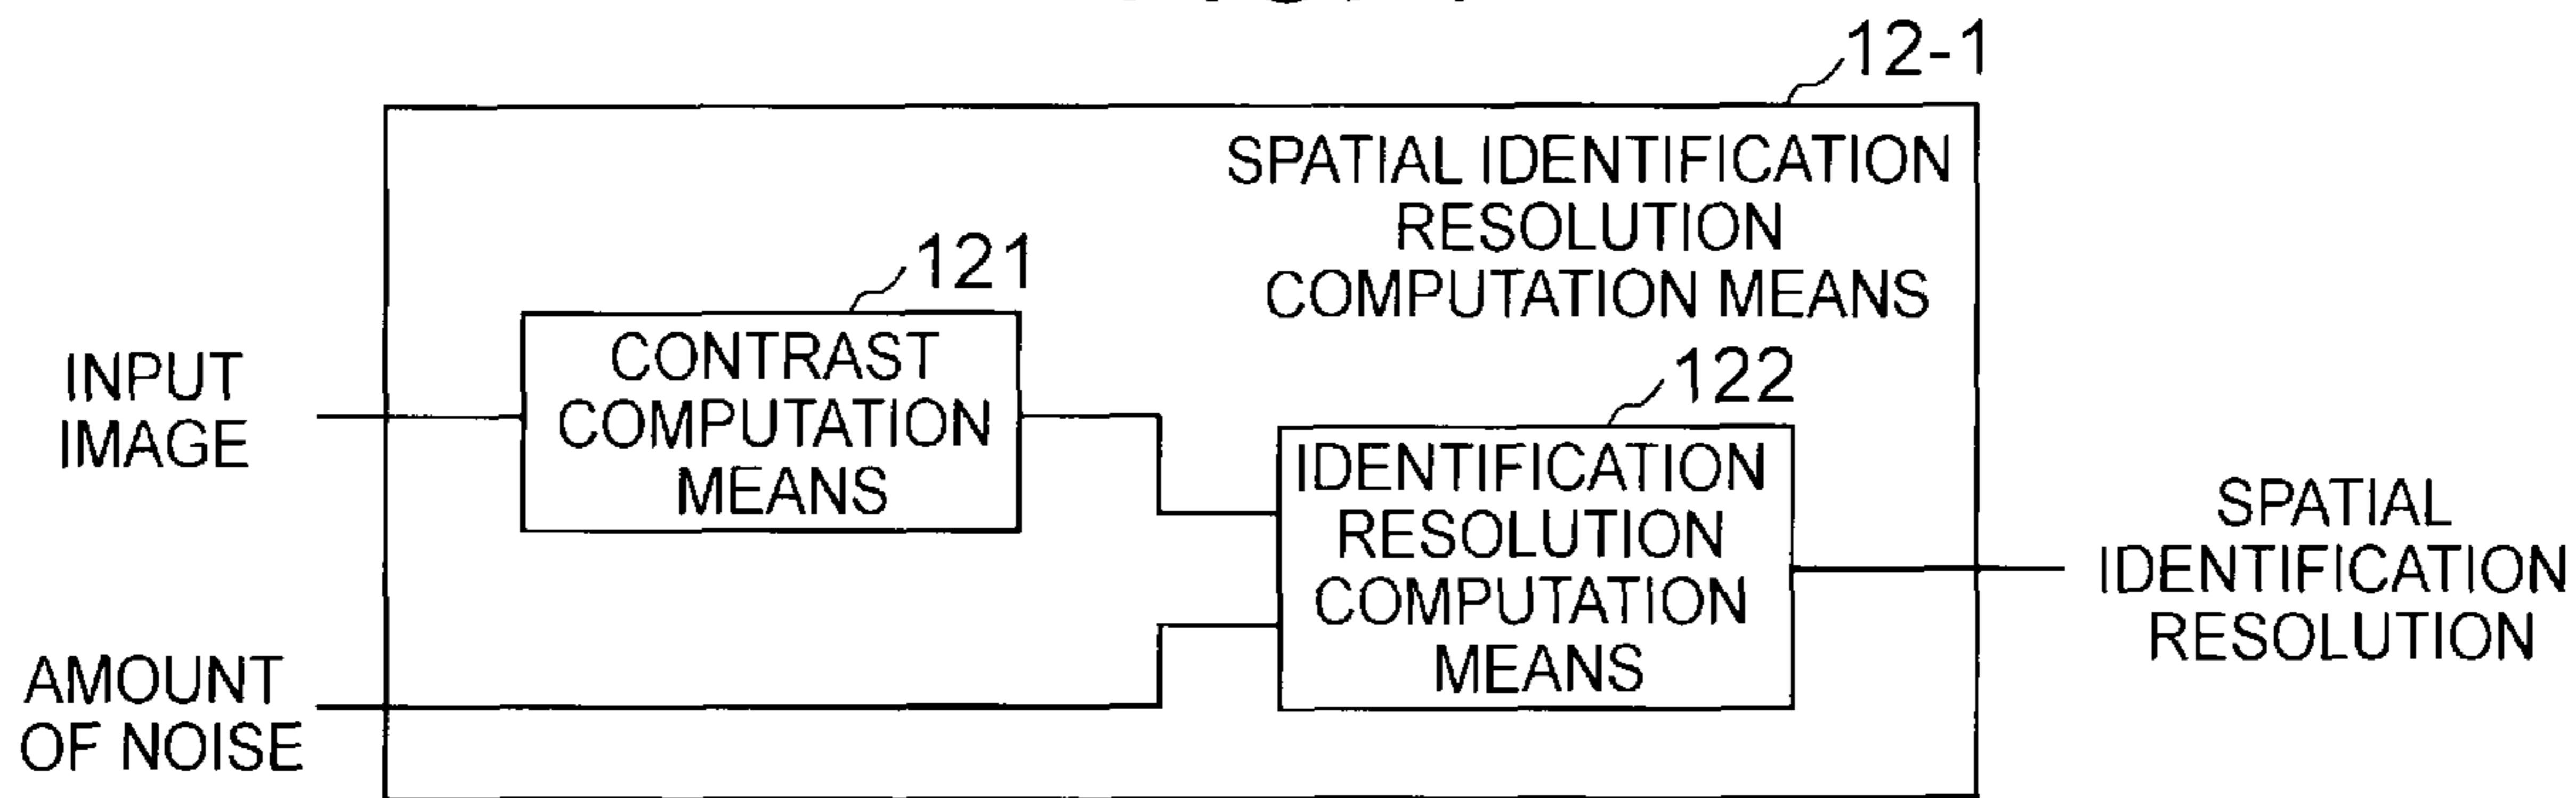 12-1
SPATIAL IDENTIFICATION
RESOLUTION
COMPUTATION MEANS
121
CONTRAST
COMPUTATION
MEANS
INPUT
IMAGE
122
IDENTIFICATION
RESOLUTION
COMPUTATION
MEANS
SPATIAL
IDENTIFICATION
RESOLUTION
AMOUNT
OF NOISE